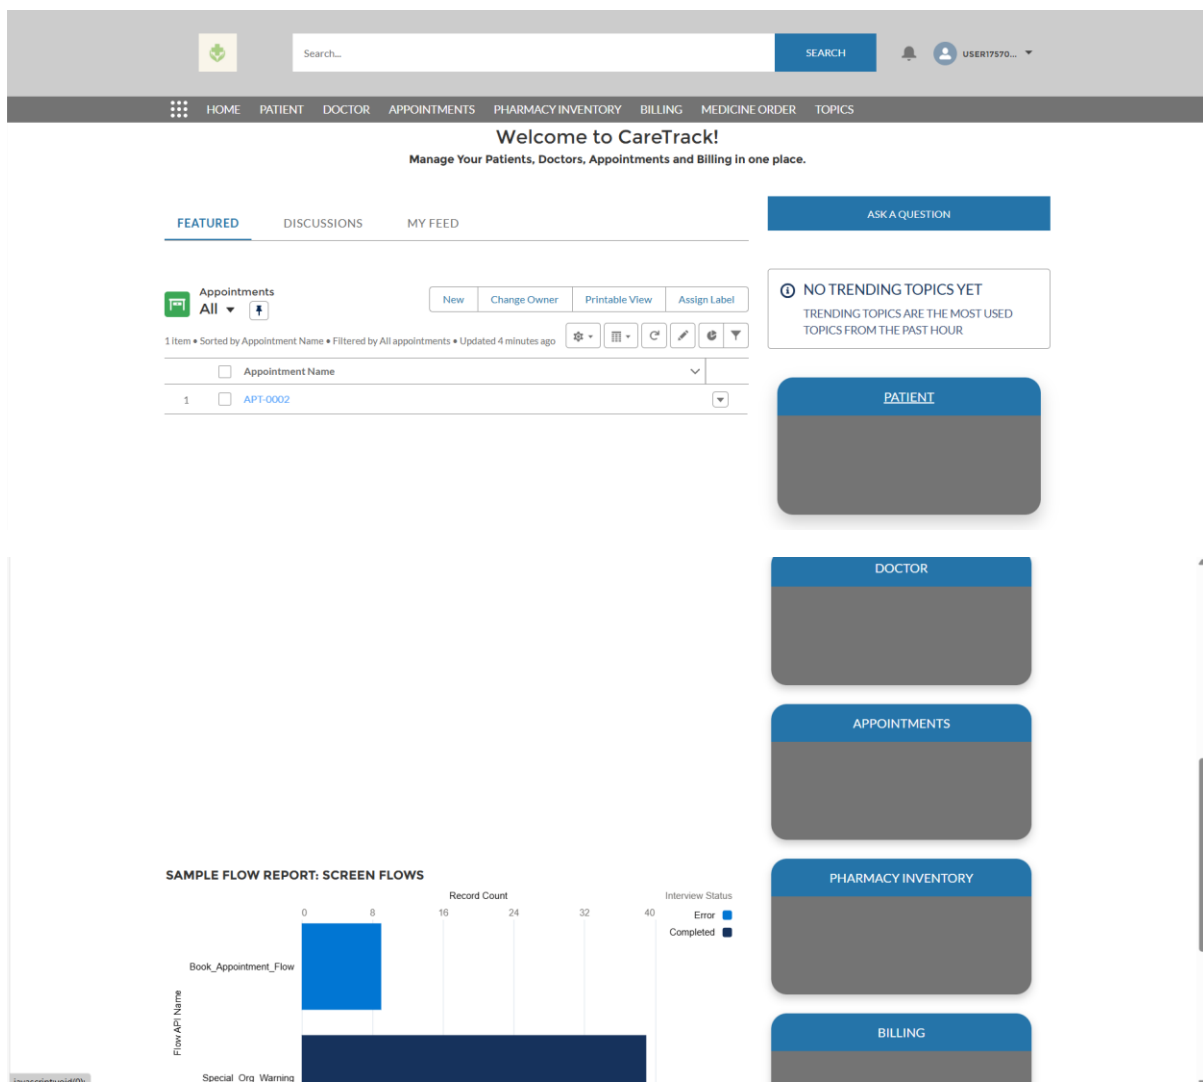 Search...
SEARCH
USER17570...
HOME PATIENT DOCTOR APPOINTMENTS PHARMACY INVENTORY BILLING MEDICINE ORDER TOPICS
Welcome to CareTrack!
Manage Your Patients, Doctors, Appointments and Billing in one place.
FEATURED DISCUSSIONS MY FEED
ASK A QUESTION
Appointments
All
New Change Owner Printable View Assign Label
1 item • Sorted by Appointment Name • Filtered by All appointments • Updated 4 minutes ago
Appointment Name
1 APT-0002
NO TRENDING TOPICS YET
TRENDING TOPICS ARE THE MOST USED
TOPICS FROM THE PAST HOUR
PATIENT
DOCTOR
APPOINTMENTS
PHARMACY INVENTORY
BILLING
SAMPLE FLOW REPORT: SCREEN FLOWS
Record Count
0 8 16 24 32 40
Interview Status
Error
Completed
Flow API Name
Book_Appointment_Flow
Special_Org_Warning